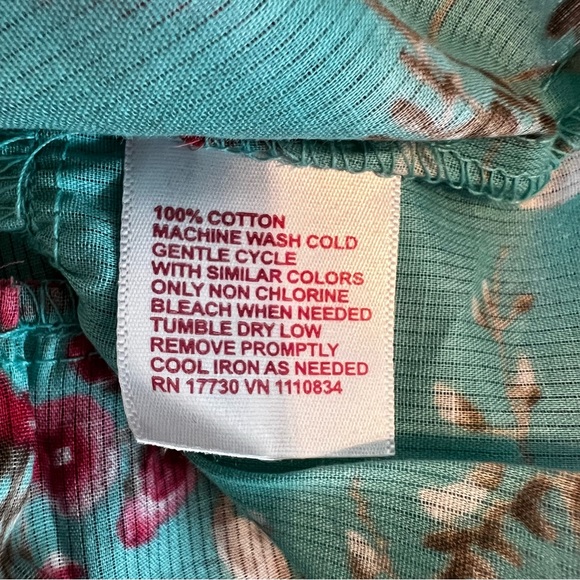 100% COTTON
MACHINE WASH COLD
GENTLE CYCLE
WITH SIMILAR COLORS
ONLY NON CHLORINE
BLEACH WHEN NEEDED
TUMBLE DRY LOW
REMOVE PROMPTLY
COOL IRON AS NEEDED
RN 17730 VN 1110834